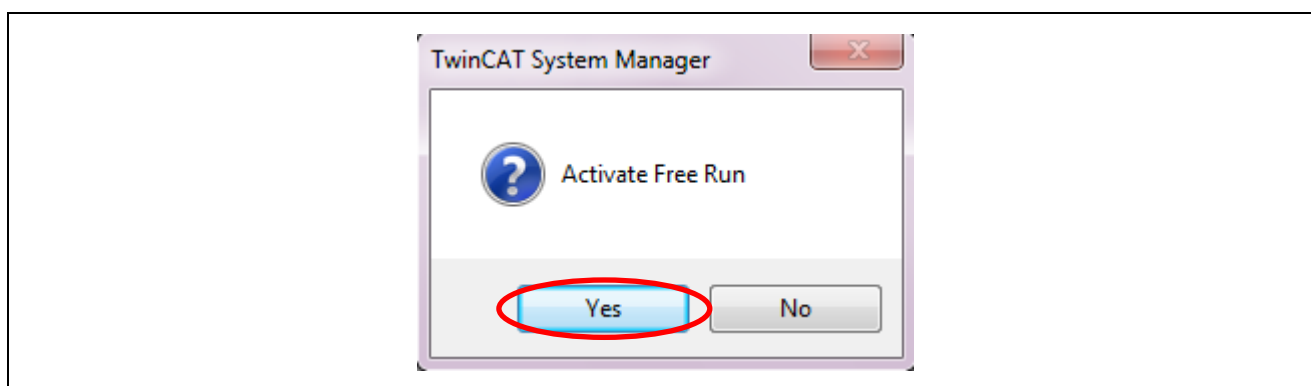 TwinCAT System Manager
Activate Free Run
Yes No